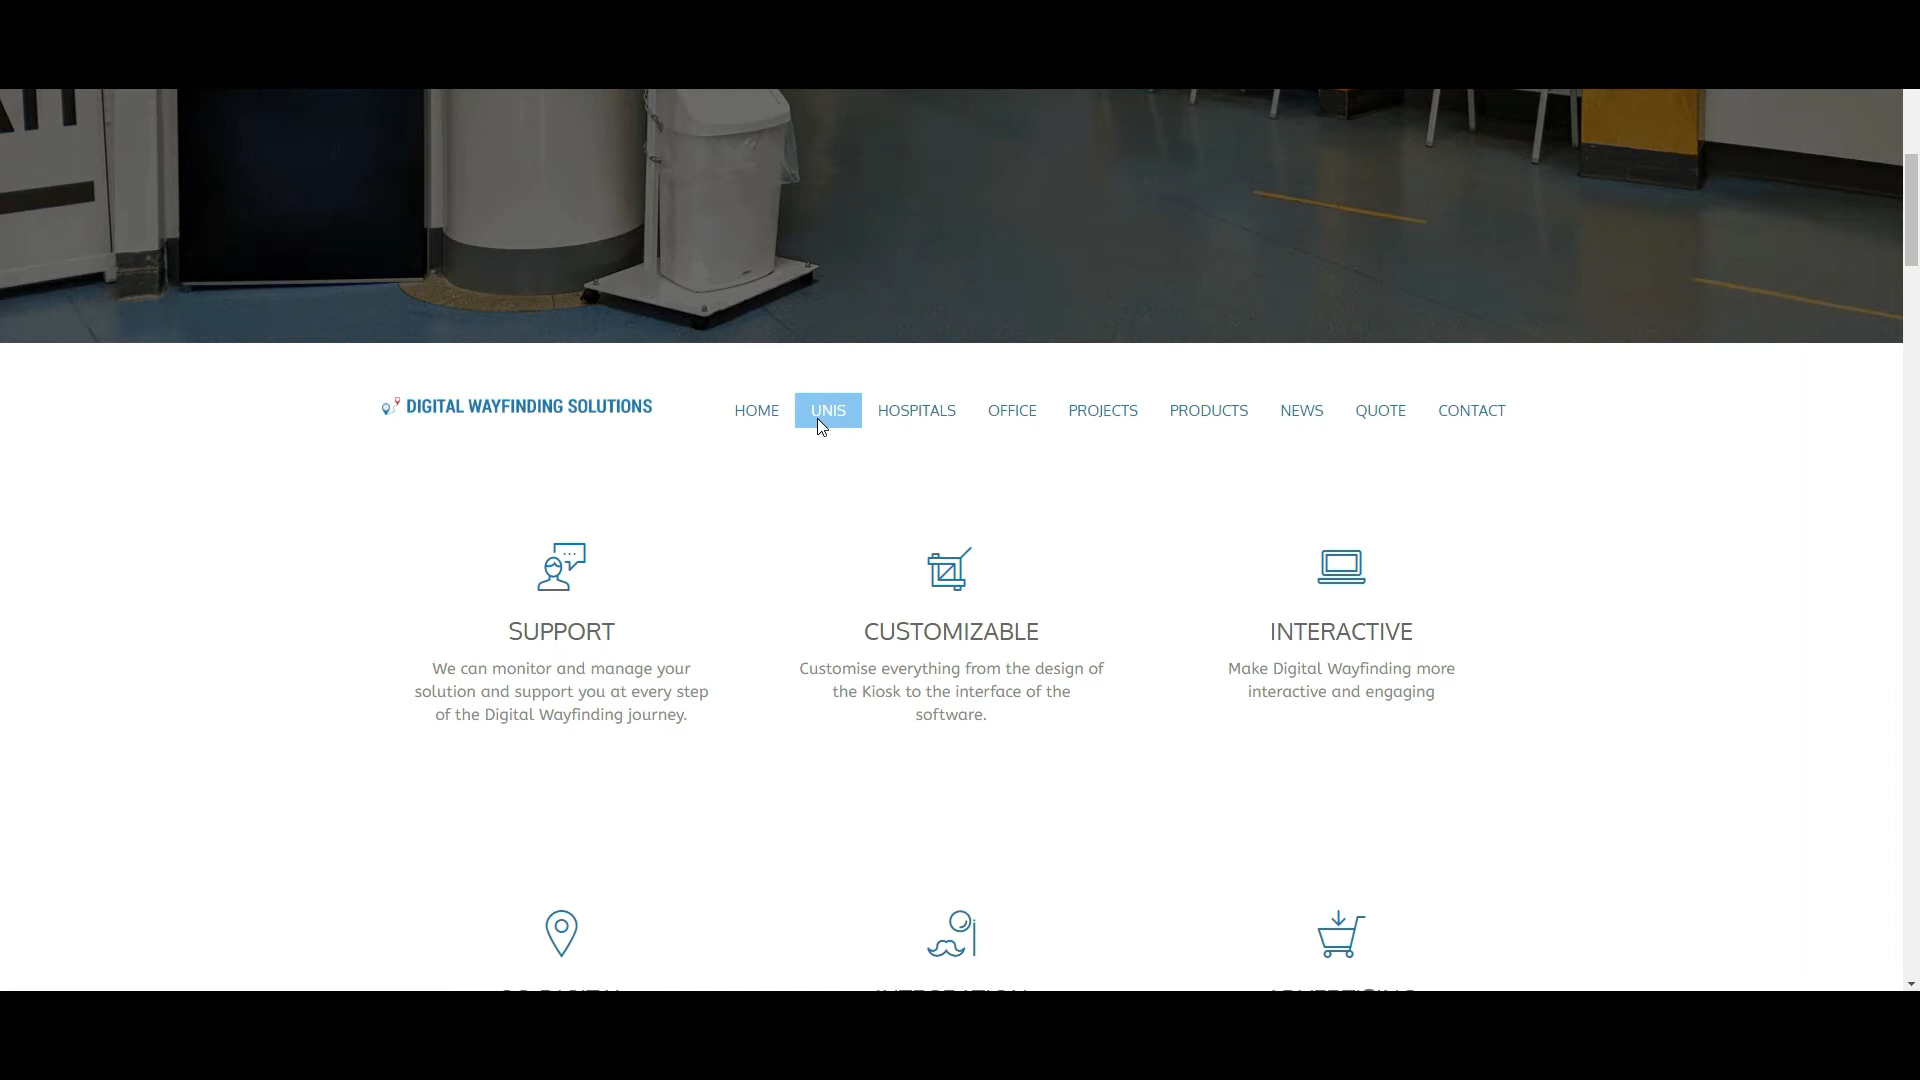 DIGITAL WAYFINDING SOLUTIONS
HOME UNIS HOSPITALS OFFICE PROJECTS PRODUCTS NEWS QUOTE CONTACT
SUPPORT
We can monitor and manage your
solution and support you at every step
of the Digital Wayfinding journey.
CUSTOMIZABLE
Customise everything from the design of
the Kiosk to the interface of the
software.
INTERACTIVE
Make Digital Wayfinding more
interactive and engaging